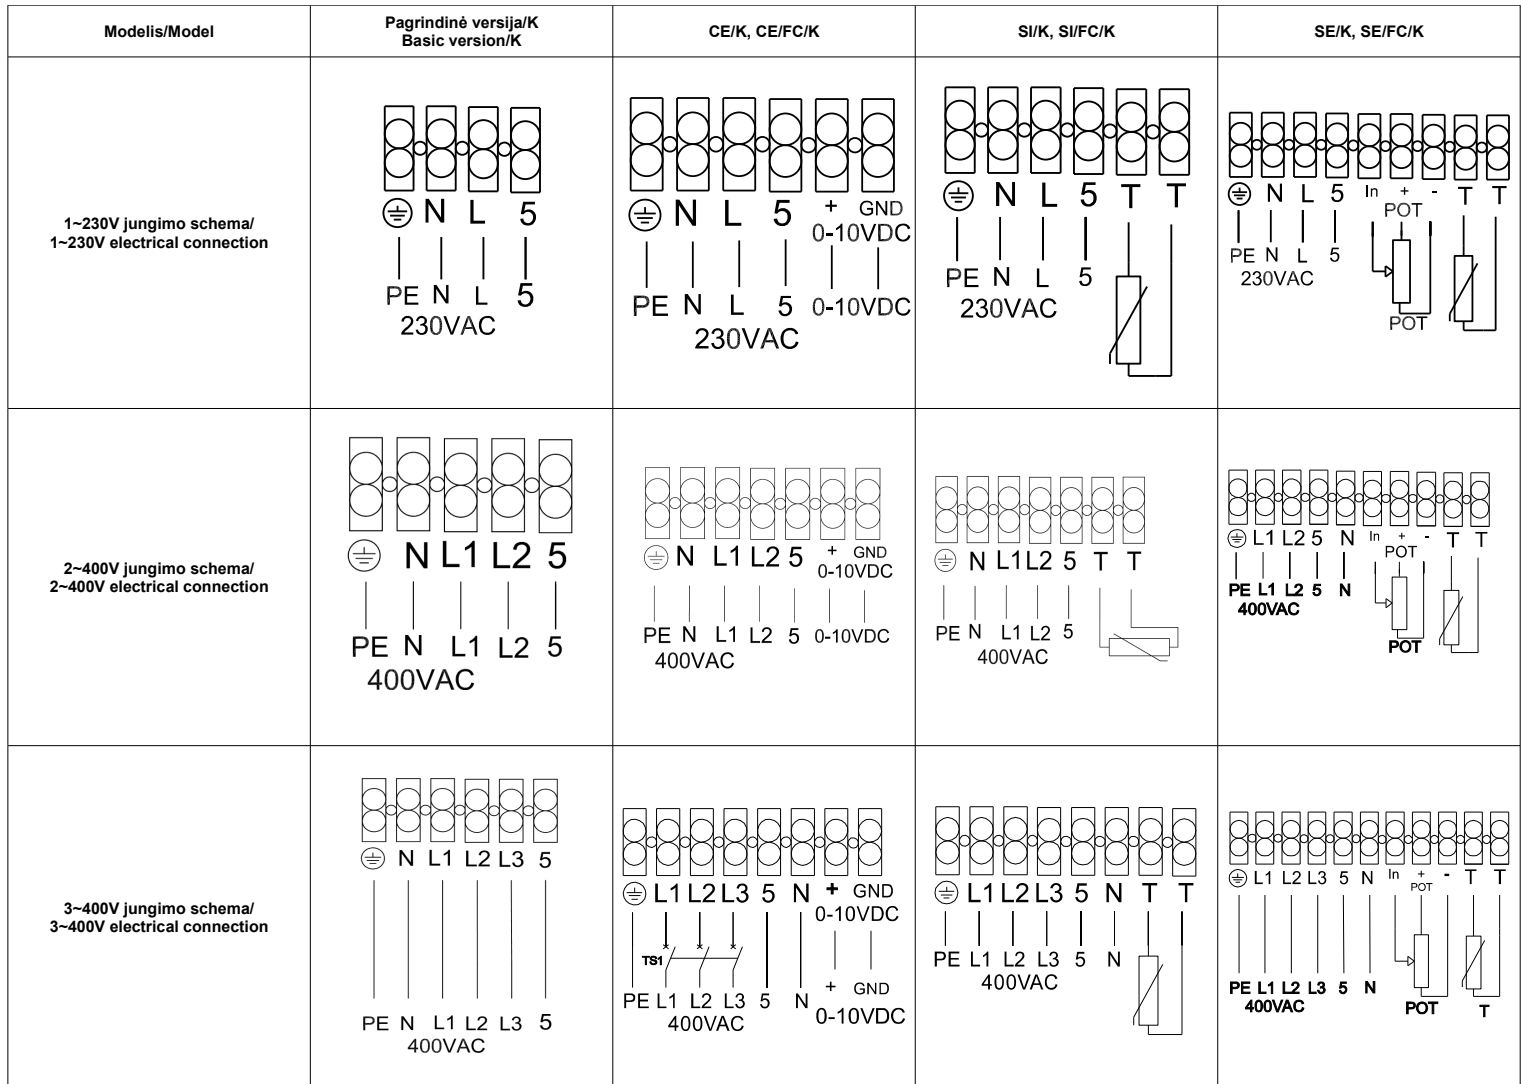 Modelis/Model
Pagrindinė versija/K
Basic version/K
CE/K, CE/FC/K
SI/K, SI/FC/K
SE/K, SE/FC/K
1~230V jungimo schema/
1~230V electrical connection
N L 5
PE N L 5
230VAC
N L 5 + GND
0-10VDC
PE N L 5 0-10VDC
230VAC
N L 5 T T
PE N L 5
230VAC
N L 5 In + - T T
POT
PE N L 5
230VAC
POT
2~400V jungimo schema/
2~400V electrical connection
N L1 L2 5
PE N L1 L2 5
400VAC
N L1 L2 5 + GND
0-10VDC
PE N L1 L2 5 0-10VDC
400VAC
N L1 L2 5 T T
PE N L1 L2 5
400VAC
L1 L2 5 N In + - T T
POT
PE L1 L2 5 N
400VAC
POT
3~400V jungimo schema/
3~400V electrical connection
N L1 L2 L3 5
PE N L1 L2 L3 5
400VAC
L1 L2 L3 5 N + GND
0-10VDC
TS1
PE L1 L2 L3 5 N + GND
400VAC 0-10VDC
L1 L2 L3 5 N T T
PE L1 L2 L3 5 N
400VAC
L1 L2 L3 5 N In + - T T
POT
PE L1 L2 L3 5 N
400VAC POT T